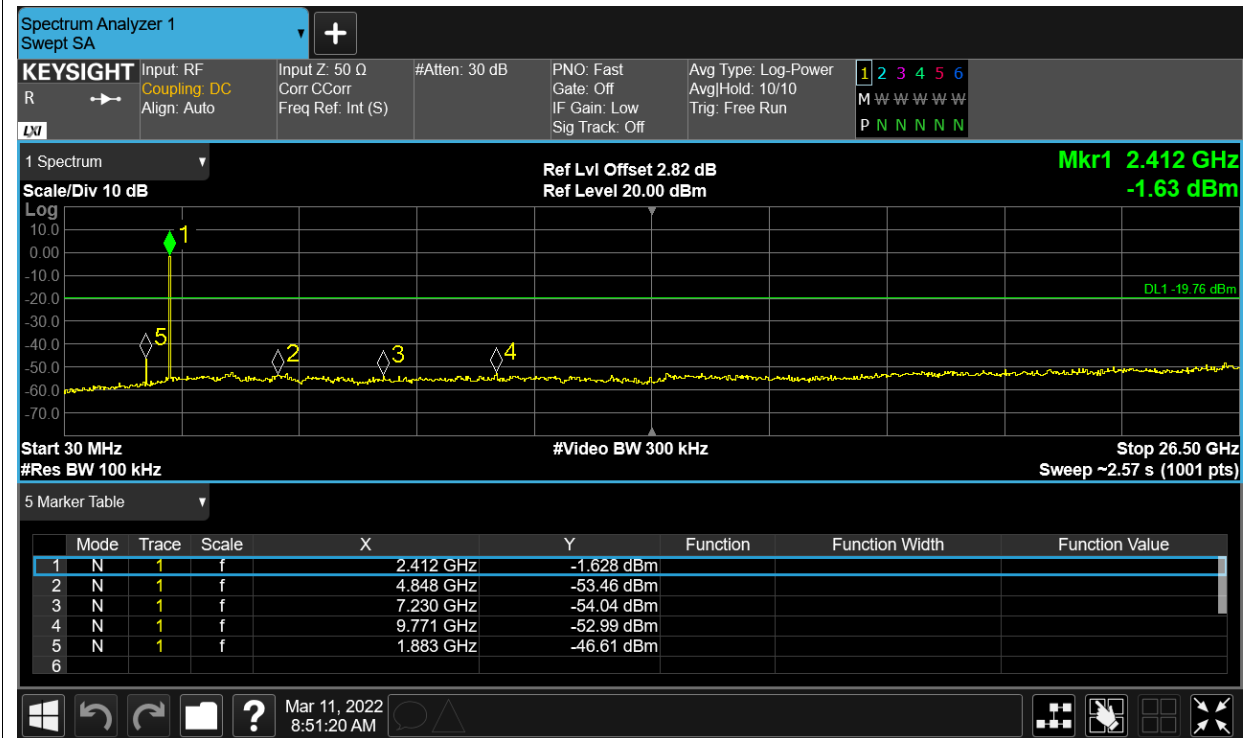 Spectrum Analyzer 1
Swept SA
KEYSIGHT Input: RF Input Z: 50 Ω #Atten: 30 dB PNO: Fast Avg Type: Log-Power 1 2 3 4 5 6
R Coupling: DC Corr CCorr Gate: Off Avg|Hold: 10/10 M W W W W W
Align: Auto Freq Ref: Int (S) IF Gain: Low Trig: Free Run
LXI Sig Track: Off P N N N N N
1 Spectrum Ref Lvl Offset 2.82 dB Mkr1 2.412 GHz
Scale/Div 10 dB Ref Level 20.00 dBm -1.63 dBm
Log
10.0 1
0.00
-10.0
DL1 -19.76 dBm
-20.0
-30.0
5
-40.0 2 3 4
-50.0
-60.0
-70.0
Start 30 MHz #Video BW 300 kHz Stop 26.50 GHz
#Res BW 100 kHz Sweep ~2.57 s (1001 pts)
5 Marker Table
Mode Trace Scale X Y Function Function Width Function Value
1 N 1 f 2.412 GHz -1.628 dBm
2 N 1 f 4.848 GHz -53.46 dBm
3 N 1 f 7.230 GHz -54.04 dBm
4 N 1 f 9.771 GHz -52.99 dBm
5 N 1 f 1.883 GHz -46.61 dBm
6
? Mar 11, 2022
8:51:20 AM